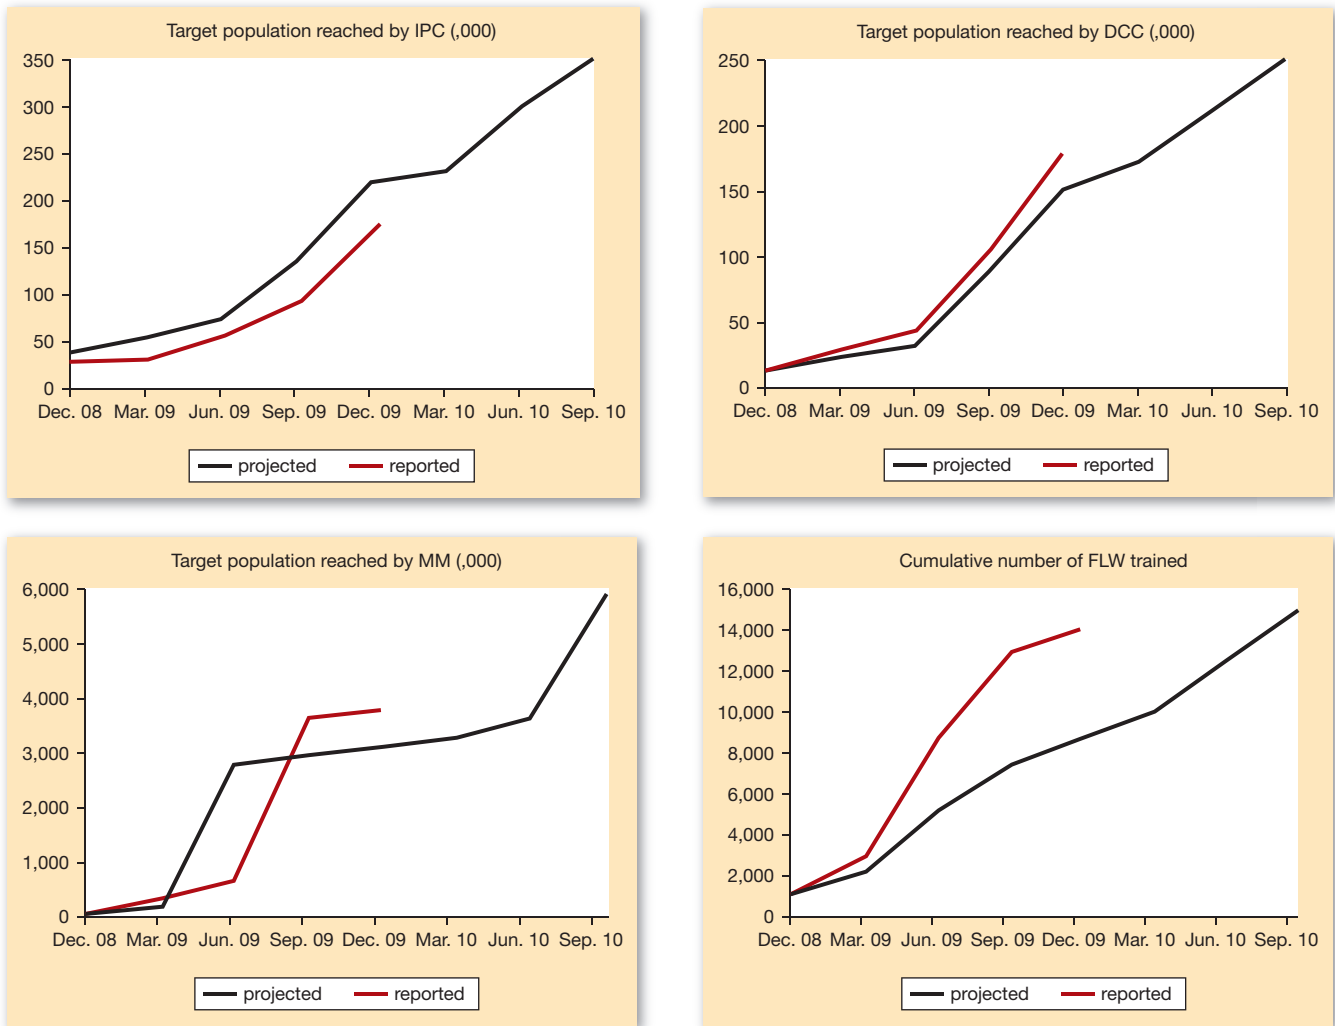 Target population reached by IPC (,000)
350
300
250
200
150
100
50
0
Dec. 08 Mar. 09 Jun. 09 Sep. 09 Dec. 09 Mar. 10 Jun. 10 Sep. 10
projected reported
Target population reached by DCC (,000)
250
200
150
100
50
0
Dec. 08 Mar. 09 Jun. 09 Sep. 09 Dec. 09 Mar. 10 Jun. 10 Sep. 10
projected reported
Target population reached by MM (,000)
6,000
5,000
4,000
3,000
2,000
1,000
0
Dec. 08 Mar. 09 Jun. 09 Sep. 09 Dec. 09 Mar. 10 Jun. 10 Sep. 10
projected reported
Cumulative number of FLW trained
16,000
14,000
12,000
10,000
8,000
6,000
4,000
2,000
0
Dec. 08 Mar. 09 Jun. 09 Sep. 09 Dec. 09 Mar. 10 Jun. 10 Sep. 10
projected reported